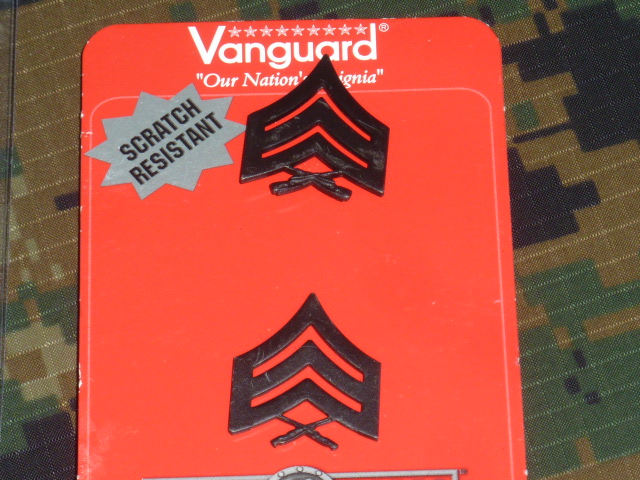 Vanguard®
"Our Nation's
SCRATCH
RESISTANT